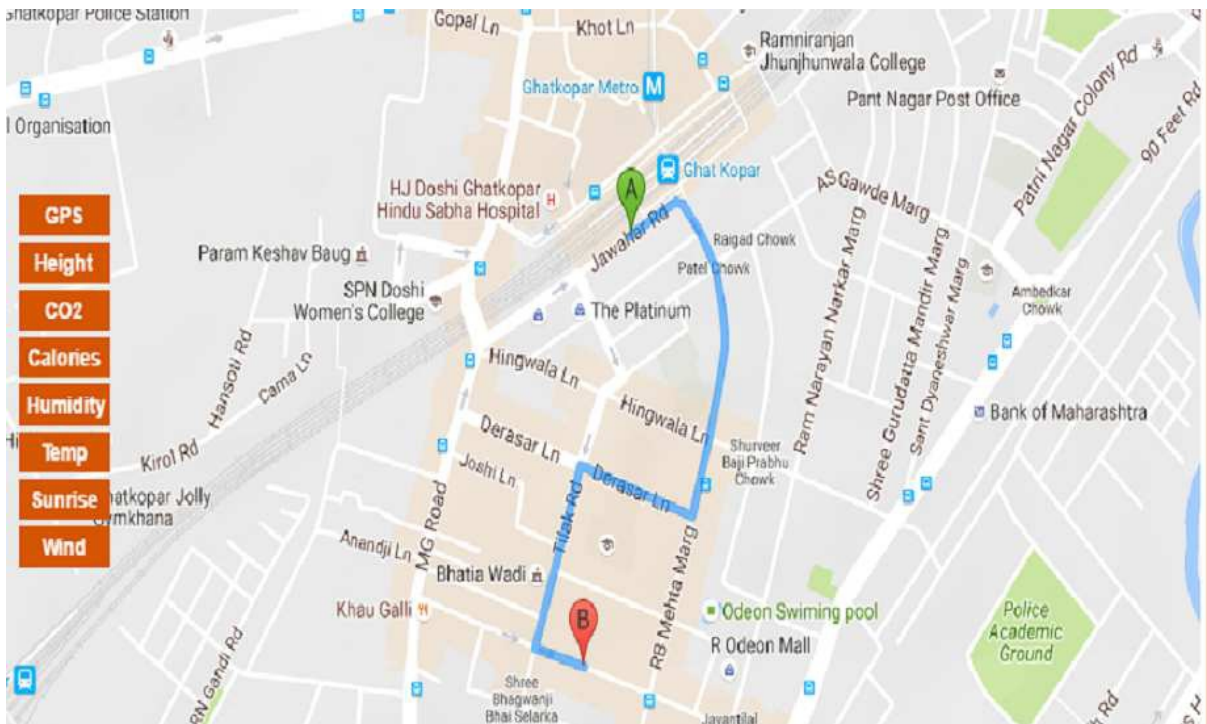 Ghatkopar Police Station
Gopal Ln
Khot Ln
Ramniranjan
Jhunjhunwala College
Ghatkopar Metro
M
Pant Nagar Post Office
Patni Nagar Colony Rd
90 Feet Rd
l Organisation
HJ Doshi Ghatkopar
Hindu Sabha Hospital
H
A
Ghat Kopar
AS Gawde Marg
GPS
Height
CO2
Calories
Humidity
Temp
Sunrise
Wind
Jawahar Rd
Raigad Chowk
Patel Chowk
Param Keshav Baug
SPN Doshi
Women's College
The Platinum
Ram Narayan Narkar Marg
Shree Gurudatta Mandir Marg
Sant Dyaneshwar Marg
Ambedkar
Chowk
Hansoti Rd
Cama Ln
Hingwala Ln
Hingwala Ln
Bank of Maharashtra
Kirol Rd
Derasar Ln
Joshi Ln
Derasar Ln
Shurveer
Baji Prabhu
Chowk
hatkopar Jolly
ymkhana
MG Road
Tilak Rd
Anandji Ln
Bhatia Wadi
RB Mehta Marg
Khau Galli
B
Odeon Swiming pool
R Odeon Mall
Police
Academic
Ground
RN Gandi Rd
Shree
Bhagwanji
Bhai Selarka
Jayantilal